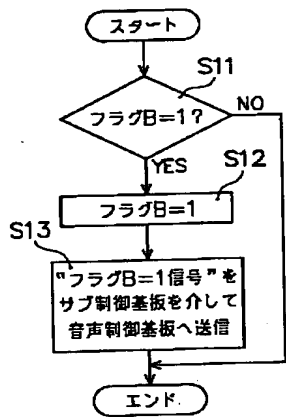 スタート
S11
フラグB=1?
NO
YES
S12
フラグB=1
S13
"フラグB=1信号"を
サブ制御基板を介して
音声制御基板へ送信
エンド